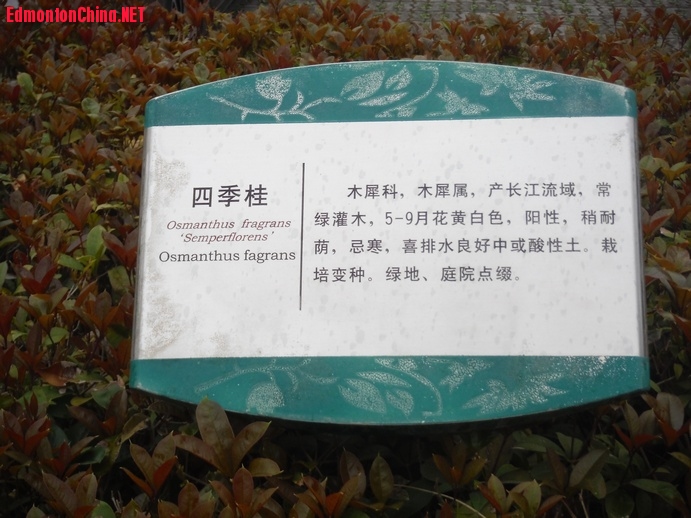 EdmontonChina.NET
四季桂
Osmanthus fragrans
‘Semperflorens’
Osmanthus fagrans
木犀科，木犀属，产长江流域，常
绿灌木，5-9月花黄白色，阳性，稍耐
荫，忌寒，喜排水良好中或酸性土。栽
培变种。绿地、庭院点缀。